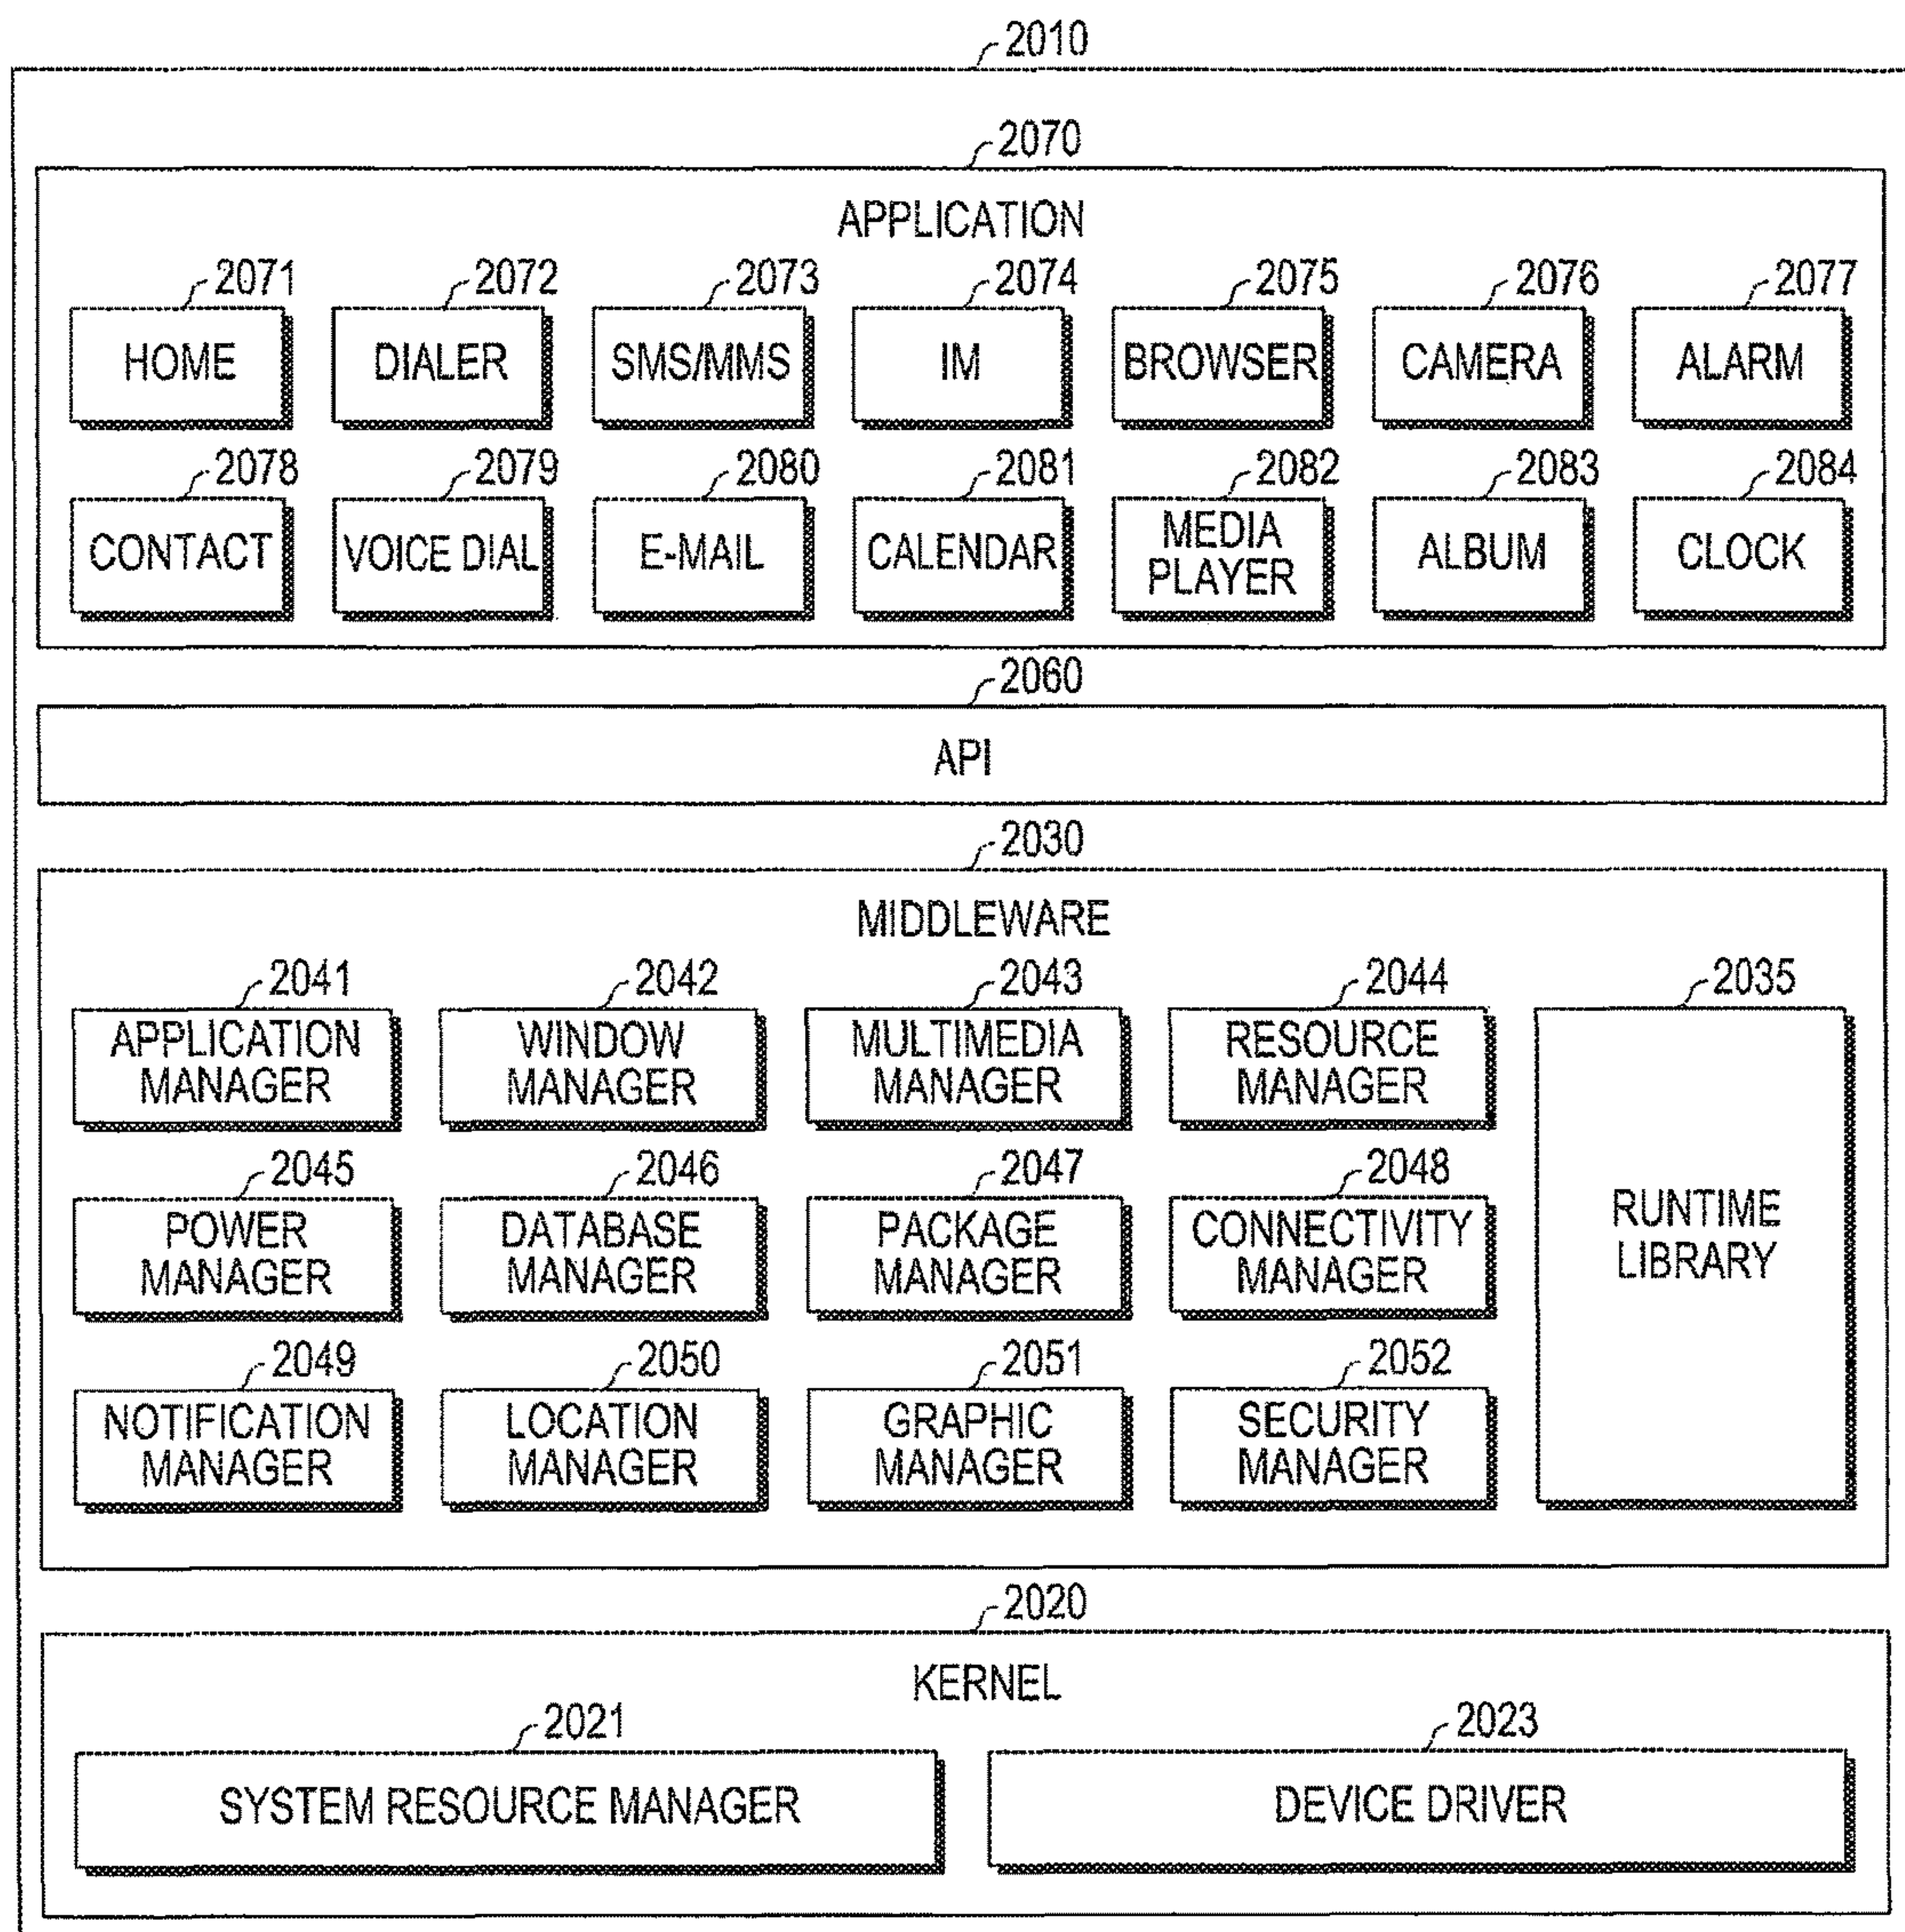 2010
2070
APPLICATION
2071 2072 2073 2074 2075 2076 2077
HOME DIALER SMS/MMS IM BROWSER CAMERA ALARM
2078 2079 2080 2081 2082 2083 2084
CONTACT VOICE DIAL E-MAIL CALENDAR MEDIA PLAYER ALBUM CLOCK
2060
API
2030
MIDDLEWARE
2041 2042 2043 2044 2035
APPLICATION MANAGER WINDOW MANAGER MULTIMEDIA MANAGER RESOURCE MANAGER
2045 2046 2047 2048
POWER MANAGER DATABASE MANAGER PACKAGE MANAGER CONNECTIVITY MANAGER RUNTIME LIBRARY
2049 2050 2051 2052
NOTIFICATION MANAGER LOCATION MANAGER GRAPHIC MANAGER SECURITY MANAGER
2020
KERNEL
2021 2023
SYSTEM RESOURCE MANAGER DEVICE DRIVER